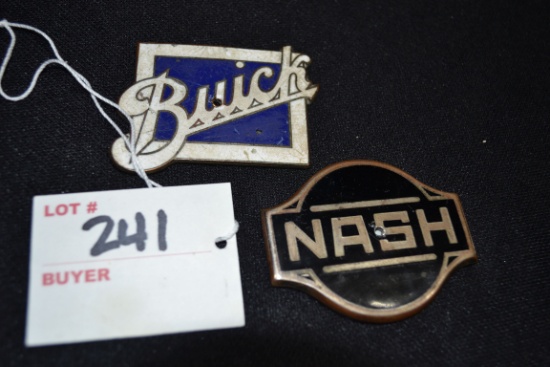 Buick
NASH
LOT #
241
BUYER